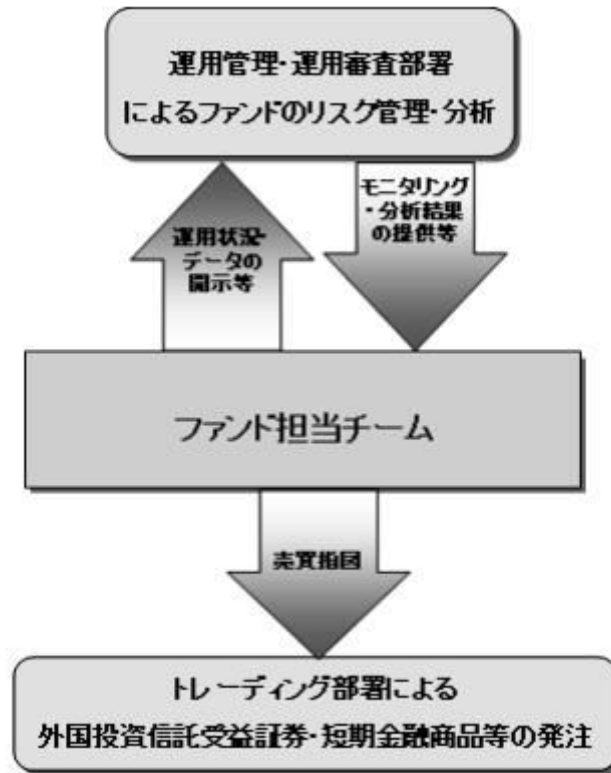 運用管理・運用審査部署
によるファンドのリスク管理・分析
運用状況・
データの
開示等
モニタリング
・分析結果
の提供等
ファンド担当チーム
売買指図
トレーディング部署による
外国投資信託受益証券・短期金融商品等の発注